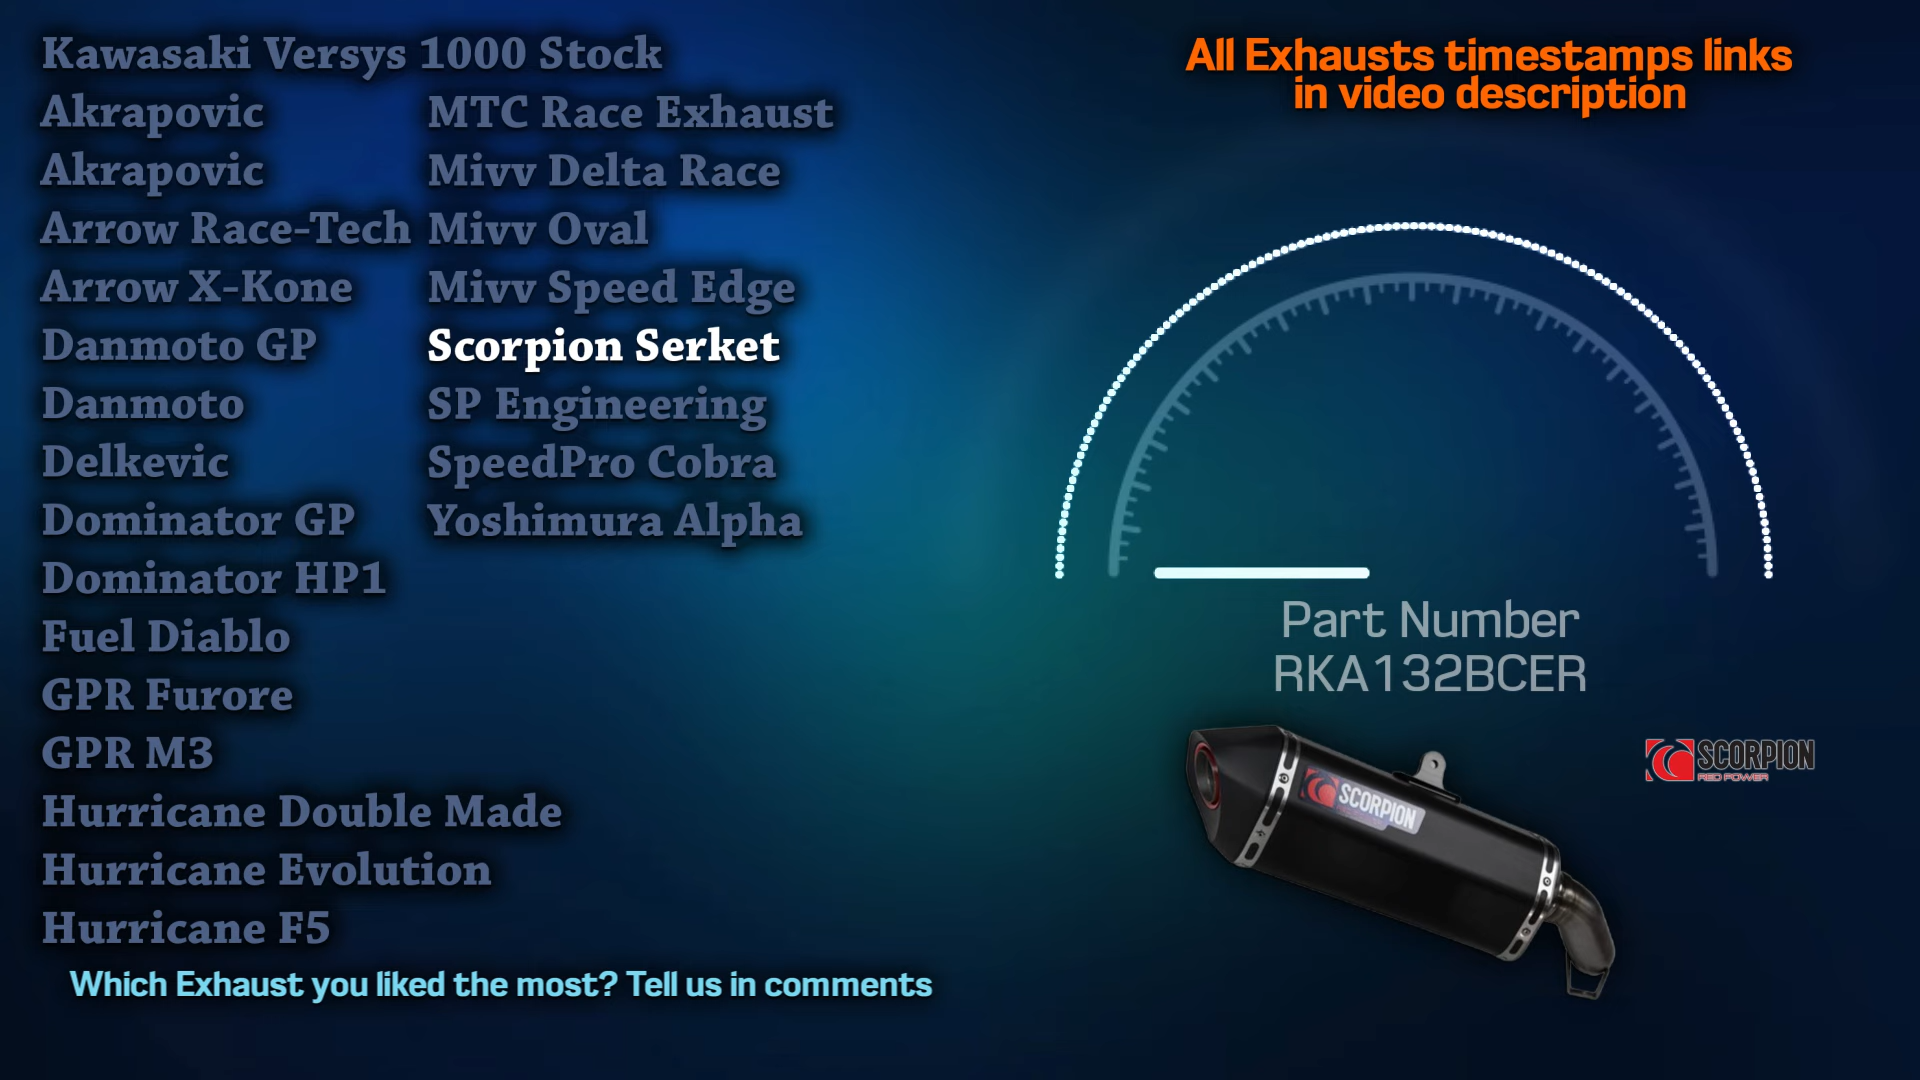 Kawasaki Versys 1000 Stock
Akrapovic
Akrapovic
Arrow Race-Tech
Arrow X-Kone
Danmoto GP
Danmoto
Delkevic
Dominator GP
Dominator HP1
Fuel Diablo
GPR Furore
GPR M3
Hurricane Double Made
Hurricane Evolution
Hurricane F5
MTC Race Exhaust
Mivv Delta Race
Mivv Oval
Mivv Speed Edge
Scorpion Serket
SP Engineering
SpeedPro Cobra
Yoshimura Alpha
Which Exhaust you liked the most? Tell us in comments
All Exhausts timestamps links
in video description
Part Number
RKA132BCER
SCORPION
RED POWER
SCORPION